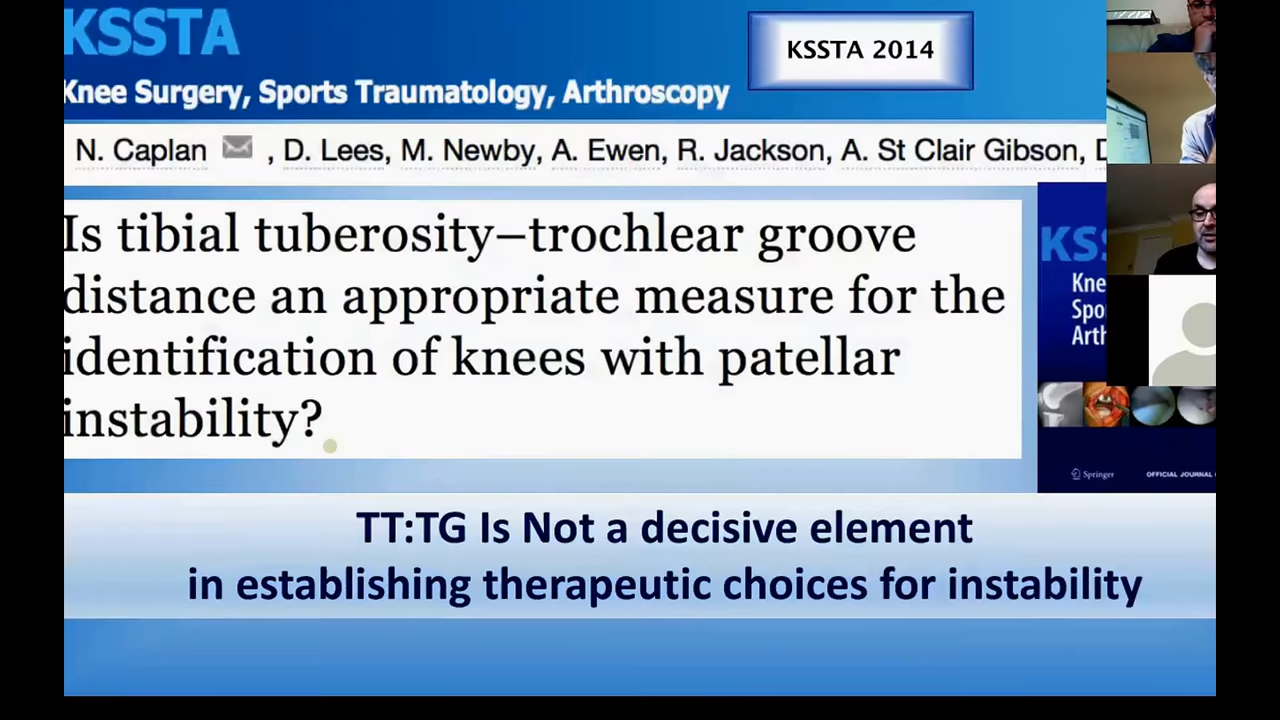 KSSTA
KSSTA 2014
Knee Surgery, Sports Traumatology, Arthroscopy
N. Caplan , D. Lees, M. Newby, A. Ewen, R. Jackson, A. St Clair Gibson,
Is tibial tuberosity–trochlear groove
distance an appropriate measure for the
identification of knees with patellar
instability?
KSS
Kne
Spo
Arth
Springer
OFFICIAL JOURNAL
TT:TG Is Not a decisive element
in establishing therapeutic choices for instability